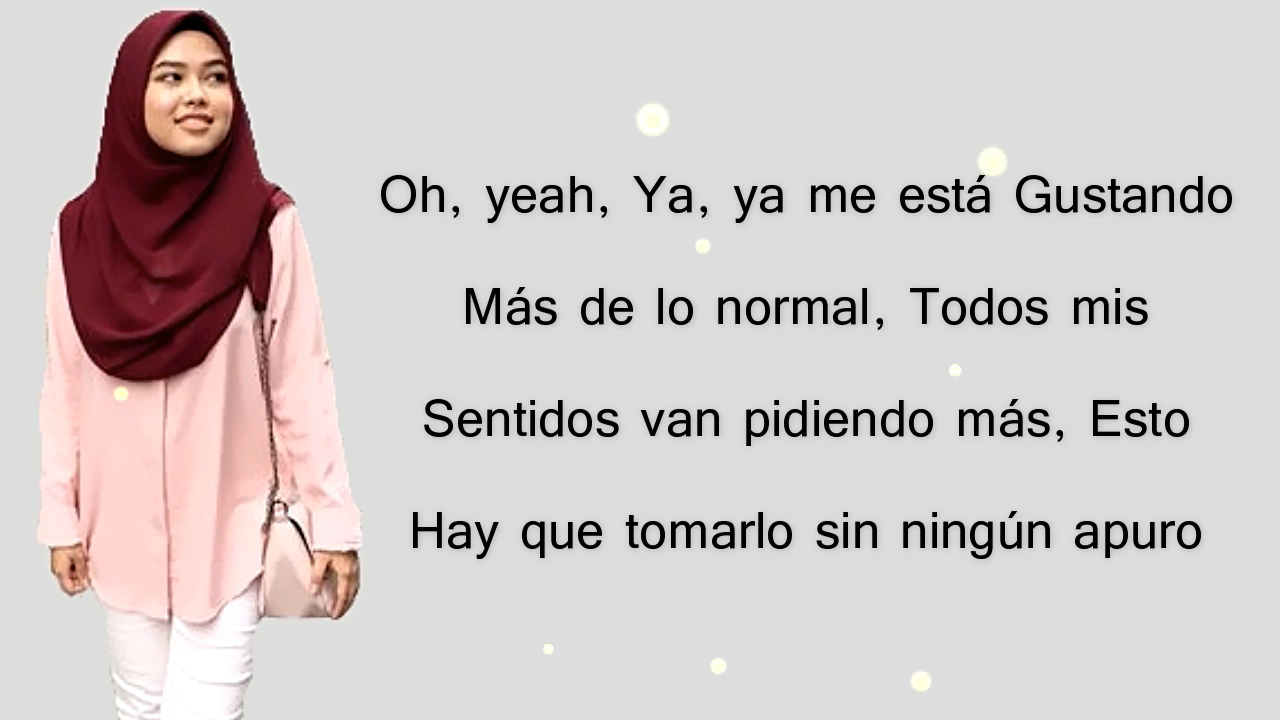 Oh, yeah, Ya, ya me está Gustando
Más de lo normal, Todos mis
Sentidos van pidiendo más, Esto
Hay que tomarlo sin ningún apuro